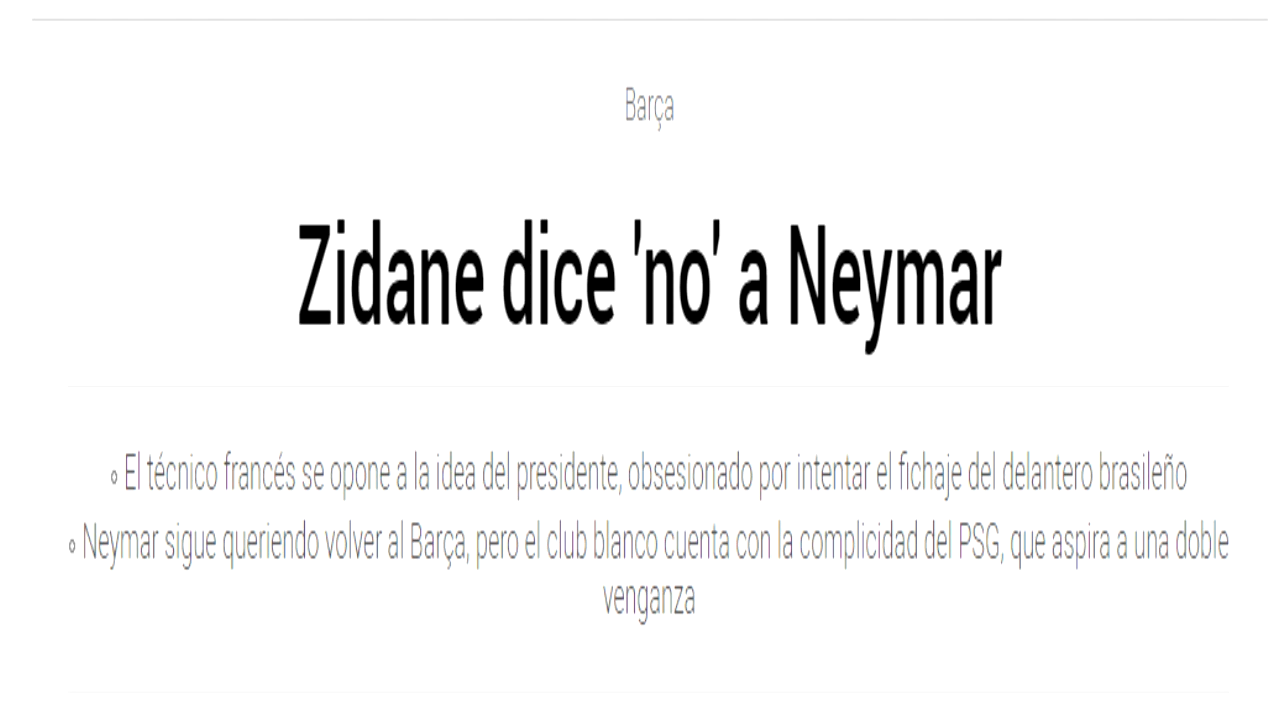 Barça
Zidane dice 'no' a Neymar
◦ El técnico francés se opone a la idea del presidente, obsesionado por intentar el fichaje del delantero brasileño
◦ Neymar sigue queriendo volver al Barça, pero el club blanco cuenta con la complicidad del PSG, que aspira a una doble
venganza